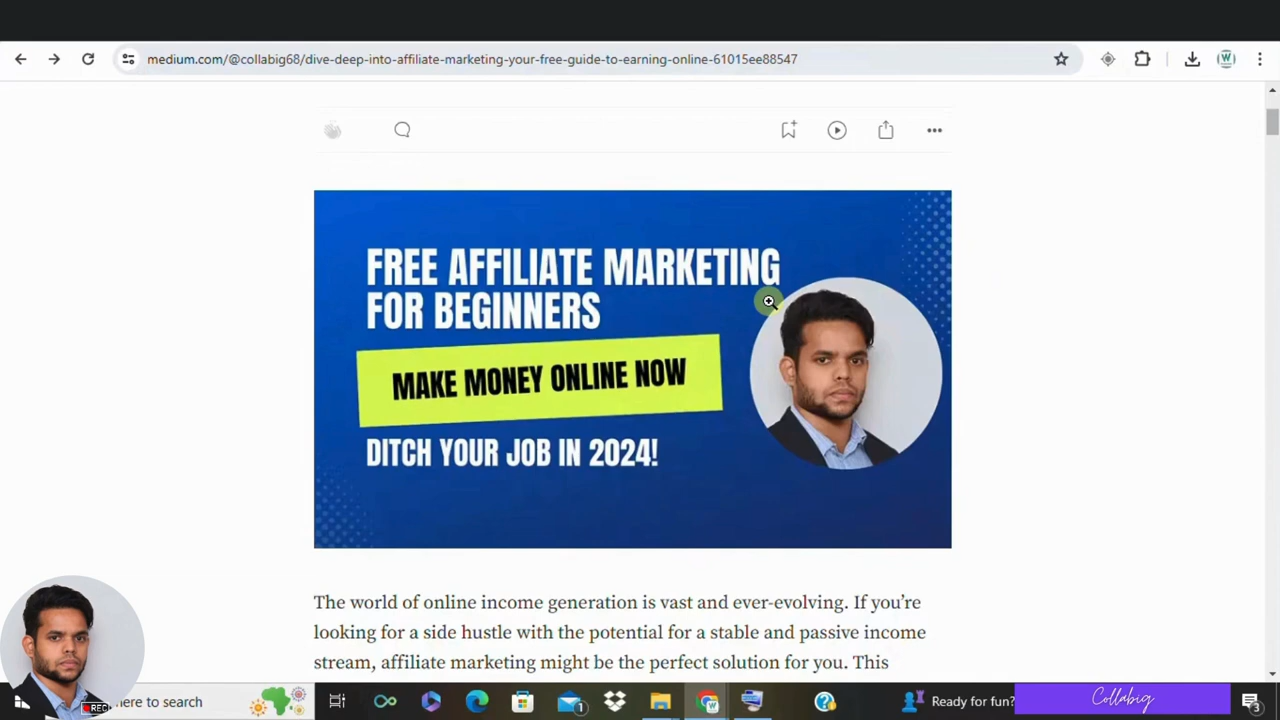 medium.com/@collabig68/dive-deep-into-affiliate-marketing-your-free-guide-to-earning-online-61015ee88547
W
FREE AFFILIATE MARKETING
FOR BEGINNERS
MAKE MONEY ONLINE NOW
DITCH YOUR JOB IN 2024!
The world of online income generation is vast and ever-evolving. If you’re
looking for a side hustle with the potential for a stable and passive income
stream, affiliate marketing might be the perfect solution for you. This
REC
here to search
1
W
Ready for fun?
Collabig
3